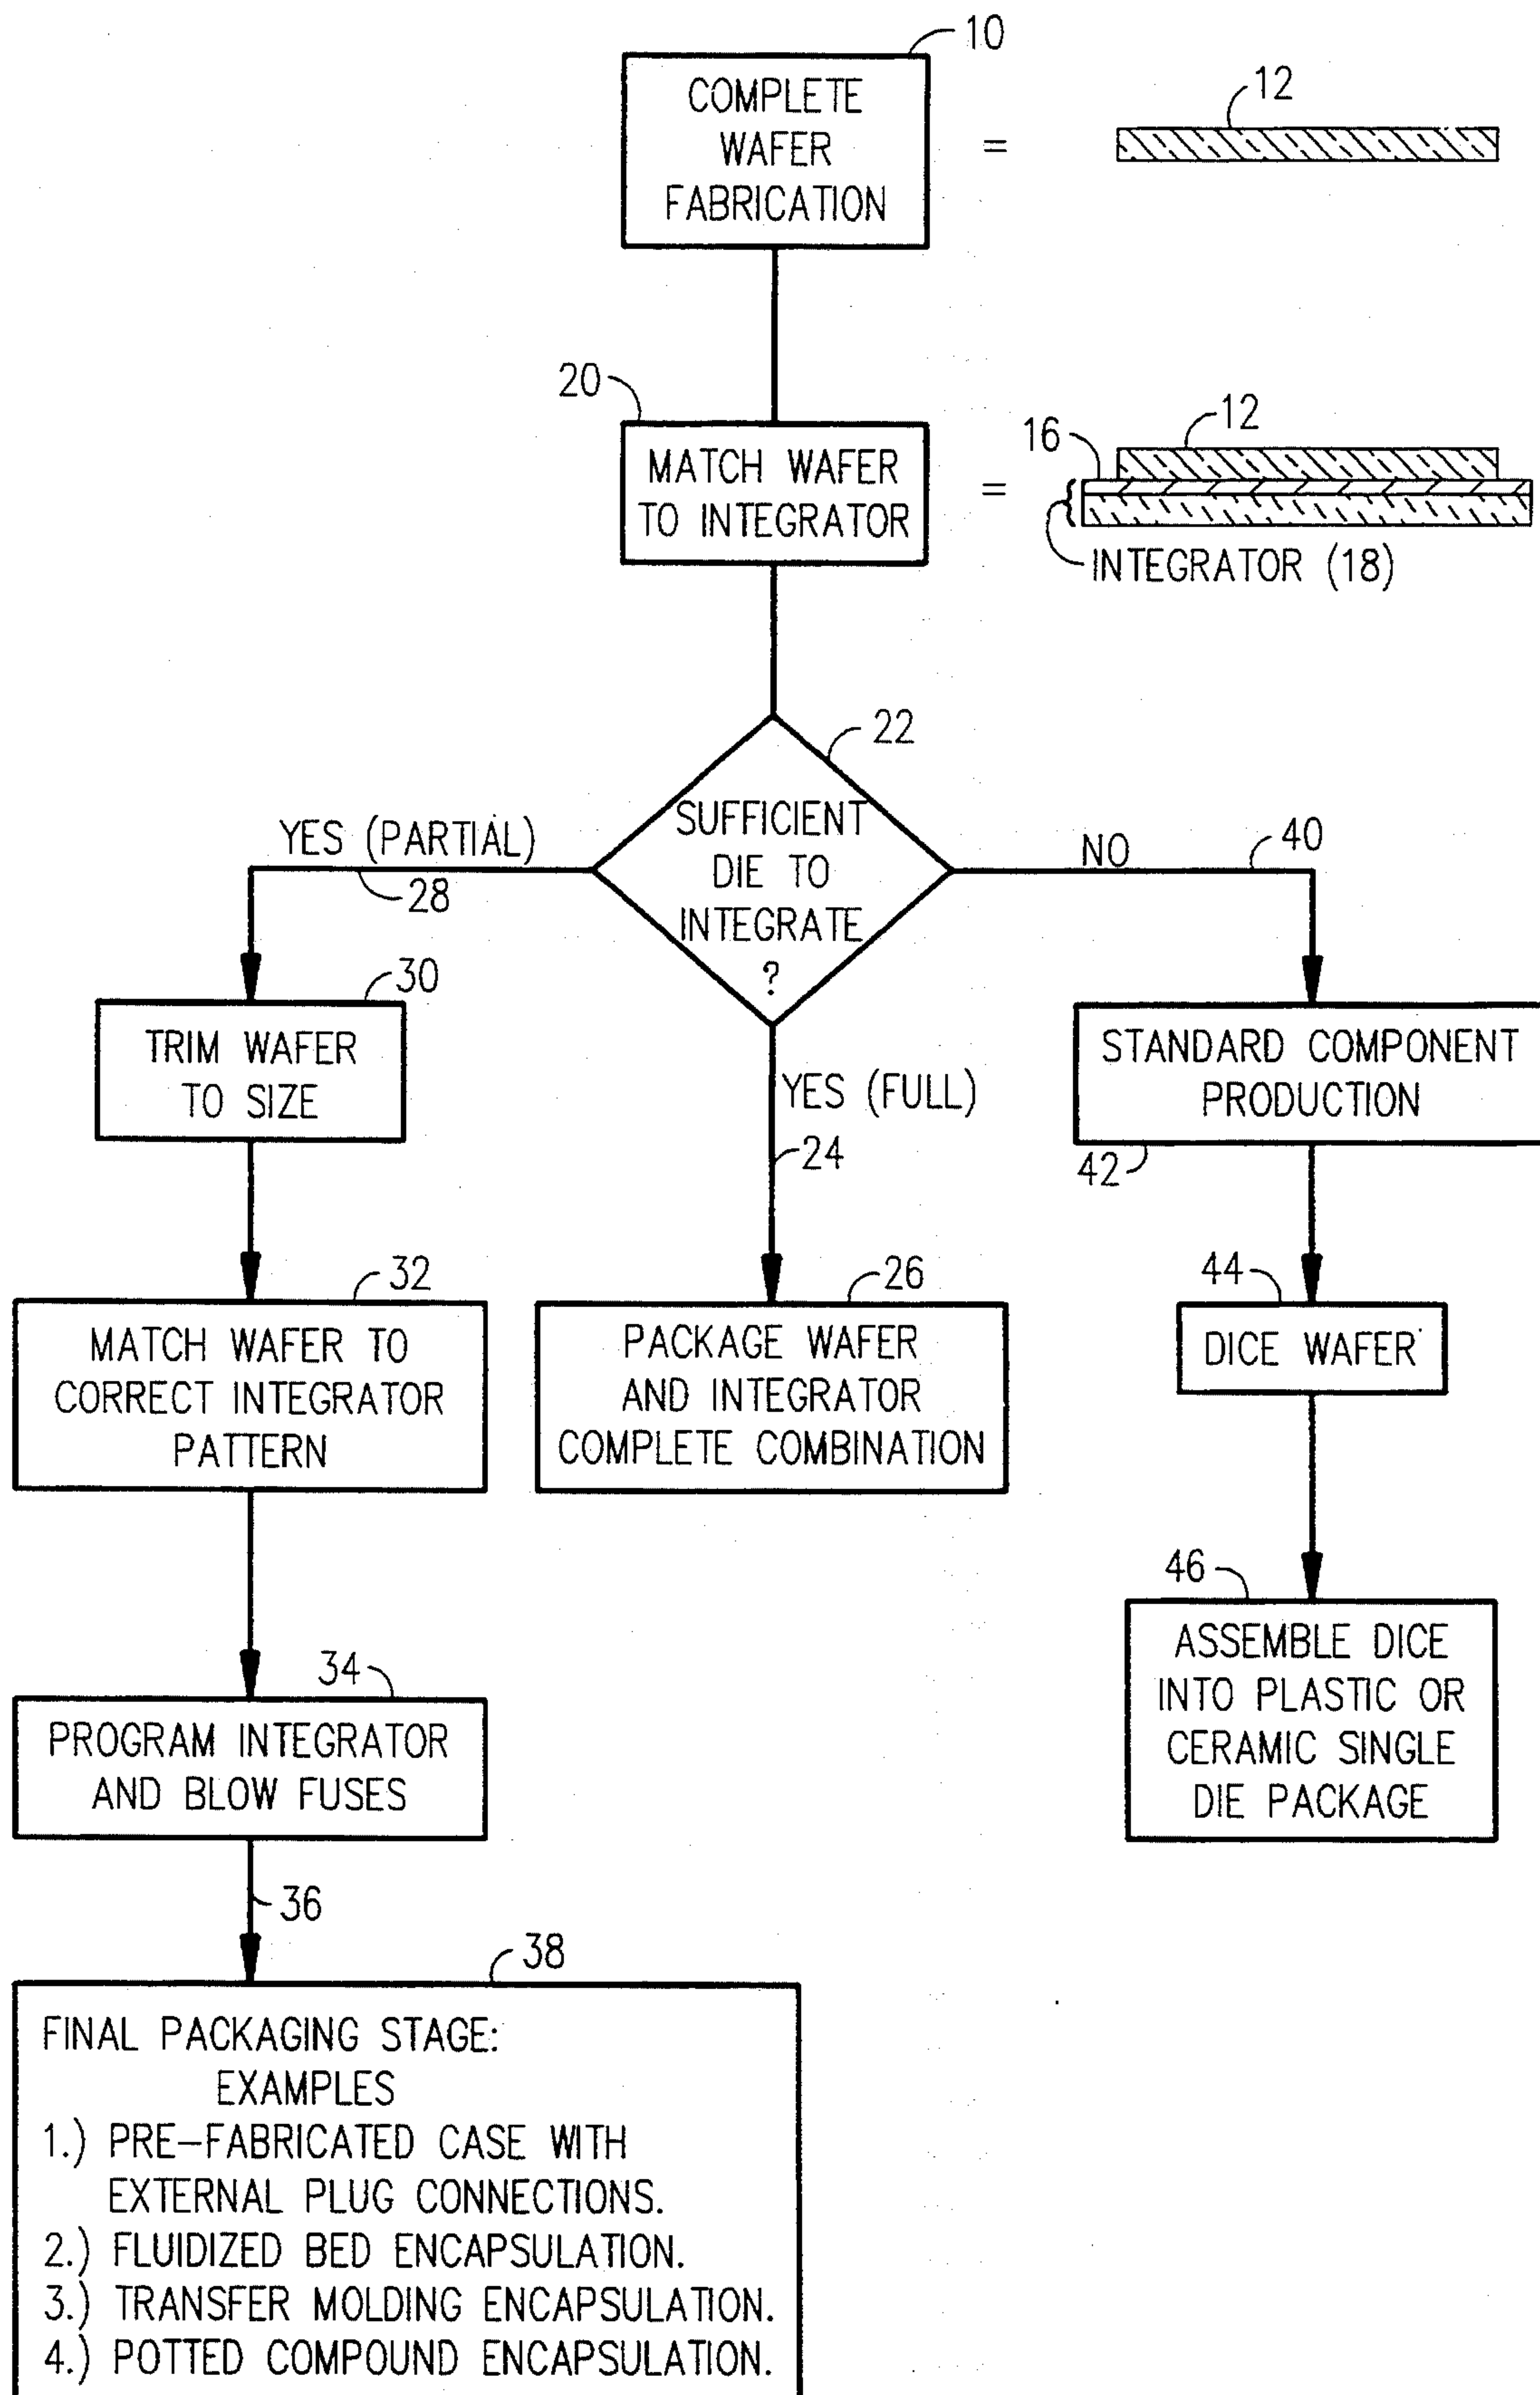 10
COMPLETE
WAFER
FABRICATION
=
12
20
MATCH WAFER
TO INTEGRATOR
=
16
12
INTEGRATOR (18)
22
SUFFICIENT
DIE TO
INTEGRATE
?
YES (PARTIAL)
28
NO
40
30
TRIM WAFER
TO SIZE
YES (FULL)
24
STANDARD COMPONENT
PRODUCTION
42
32
MATCH WAFER TO
CORRECT INTEGRATOR
PATTERN
26
PACKAGE WAFER
AND INTEGRATOR
COMPLETE COMBINATION
44
DICE WAFER
34
PROGRAM INTEGRATOR
AND BLOW FUSES
46
ASSEMBLE DICE
INTO PLASTIC OR
CERAMIC SINGLE
DIE PACKAGE
36
38
FINAL PACKAGING STAGE:
EXAMPLES
1.) PRE-FABRICATED CASE WITH
EXTERNAL PLUG CONNECTIONS.
2.) FLUIDIZED BED ENCAPSULATION.
3.) TRANSFER MOLDING ENCAPSULATION.
4.) POTTED COMPOUND ENCAPSULATION.